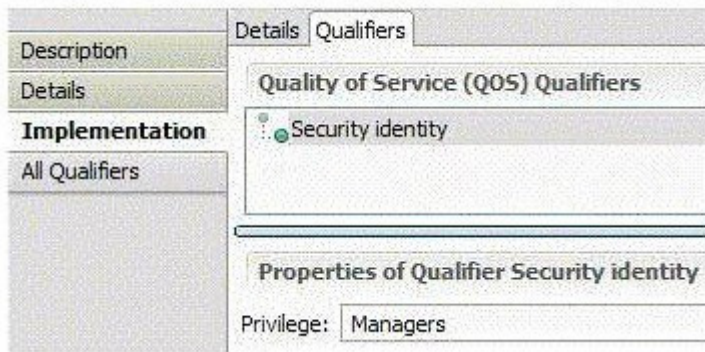 Description
Details
Implementation
All Qualifiers
Details Qualifiers
Quality of Service (QOS) Qualifiers
Security identity
Properties of Qualifier Security identity
Privilege: Managers